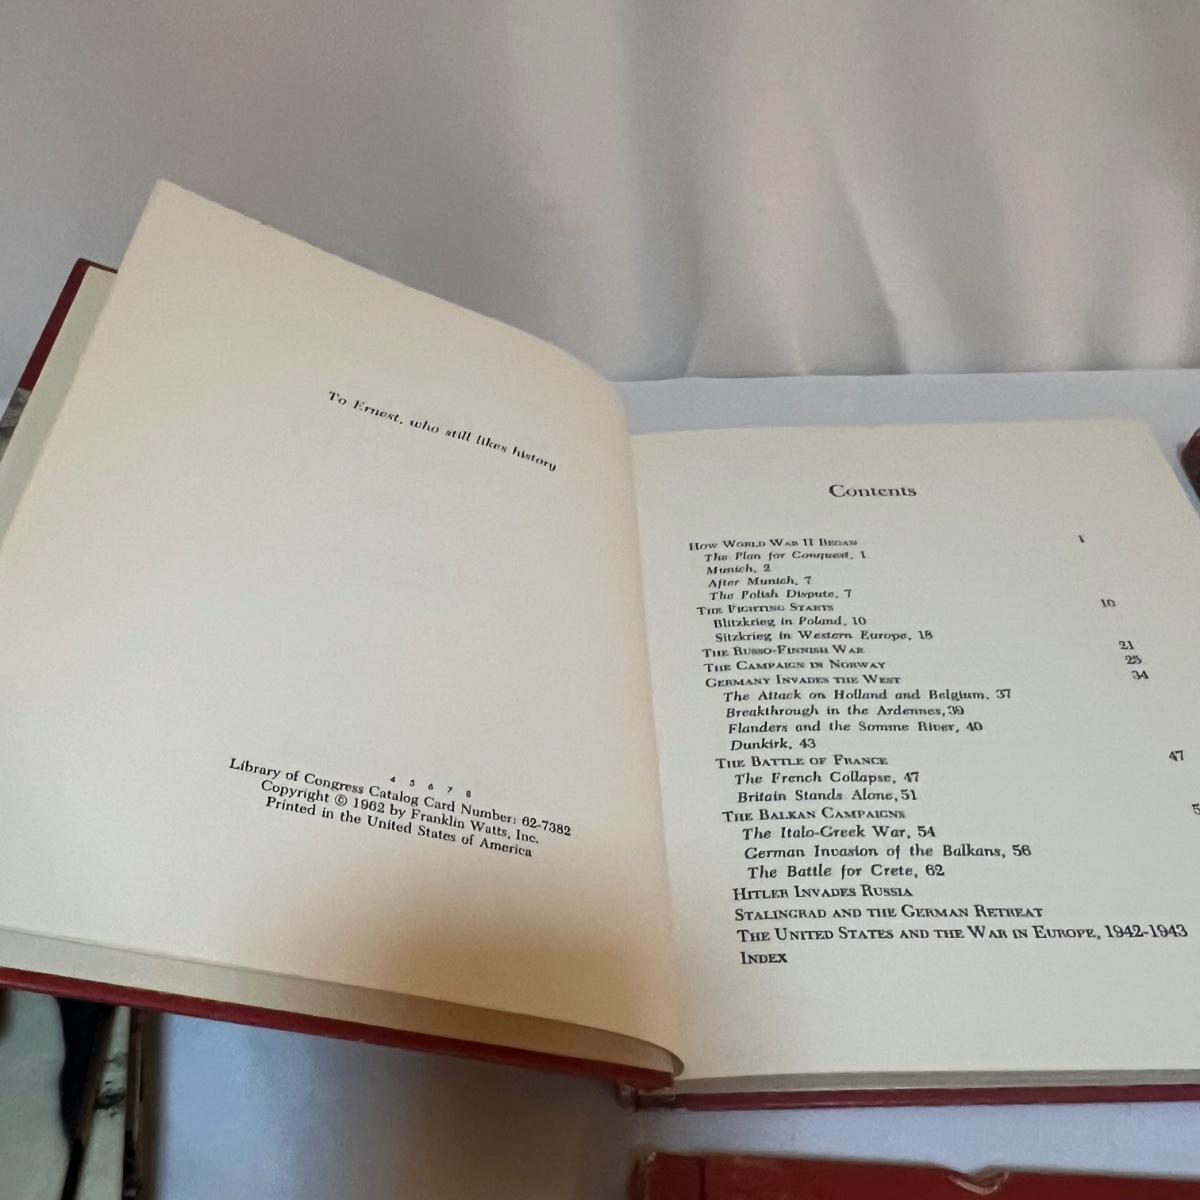 To Ernest, who still likes history
4 5 6 7 8
Library of Congress Catalog Card Number: 62-7382
Copyright © 1962 by Franklin Watts, Inc.
Printed in the United States of America
Contents
How World War II Began 1
The Plan for Conquest, 1
Munich, 2
After Munich, 7
The Polish Dispute, 7
The Fighting Starts 10
Blitzkrieg in Poland, 10
Sitzkrieg in Western Europe, 18
The Russo-Finnish War 21
The Campaign in Norway 25
Germany Invades the West 34
The Attack on Holland and Belgium, 37
Breakthrough in the Ardennes, 39
Flanders and the Somme River, 40
Dunkirk, 43
The Battle of France 47
The French Collapse, 47
Britain Stands Alone, 51
The Balkan Campaigns 5
The Italo-Greek War, 54
German Invasion of the Balkans, 56
The Battle for Crete, 62
Hitler Invades Russia
Stalingrad and the German Retreat
The United States and the War in Europe, 1942-1943
Index